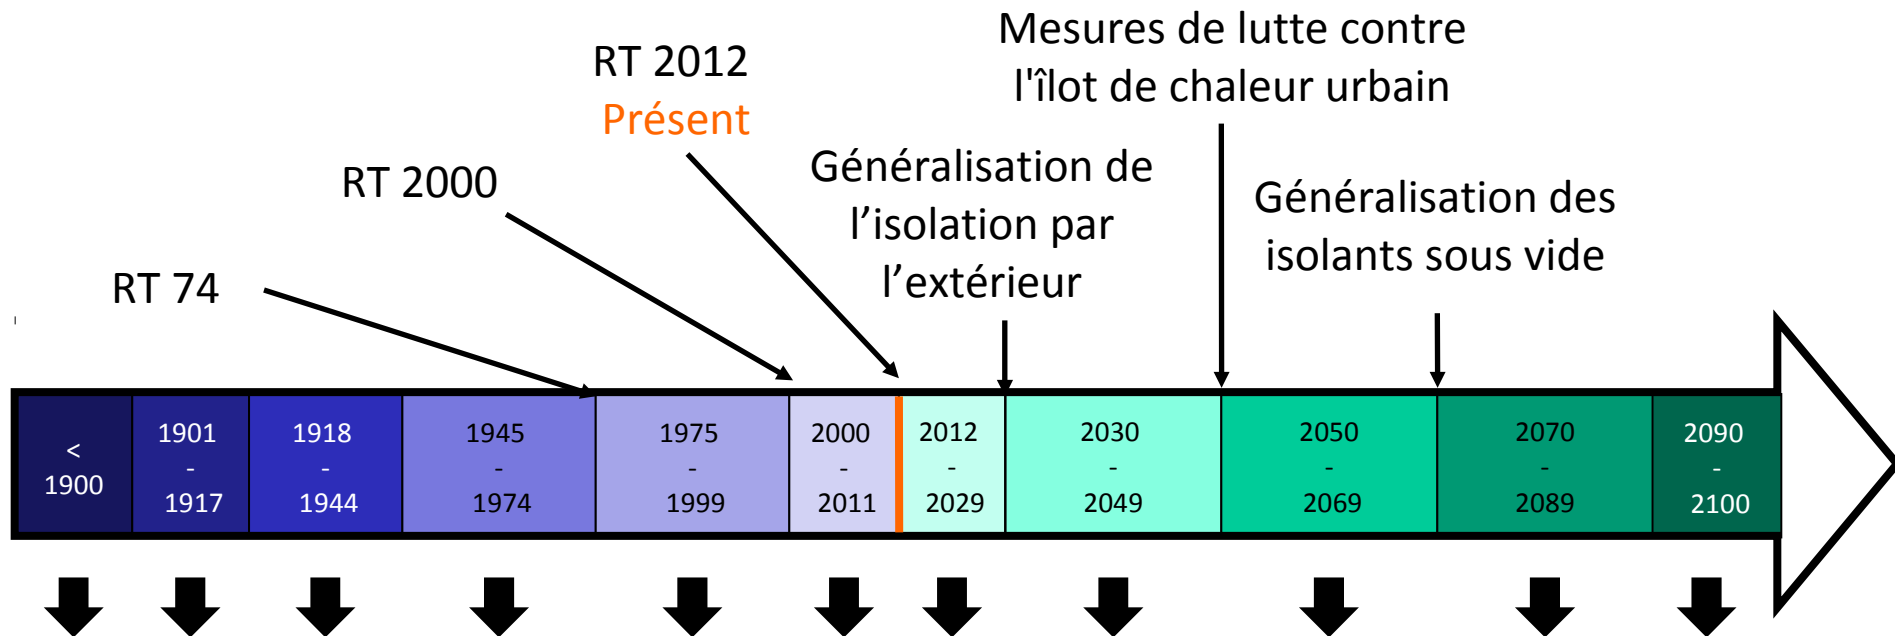 Mesures de lutte contre
l'îlot de chaleur urbain
RT 2012
Présent
Généralisation de
l’isolation par
l’extérieur
RT 2000
Généralisation des
isolants sous vide
RT 74
<
1900
1901
-
1917
1918
-
1944
1945
-
1974
1975
-
1999
2000
-
2011
2012
-
2029
2030
-
2049
2050
-
2069
2070
-
2089
2090
-
2100